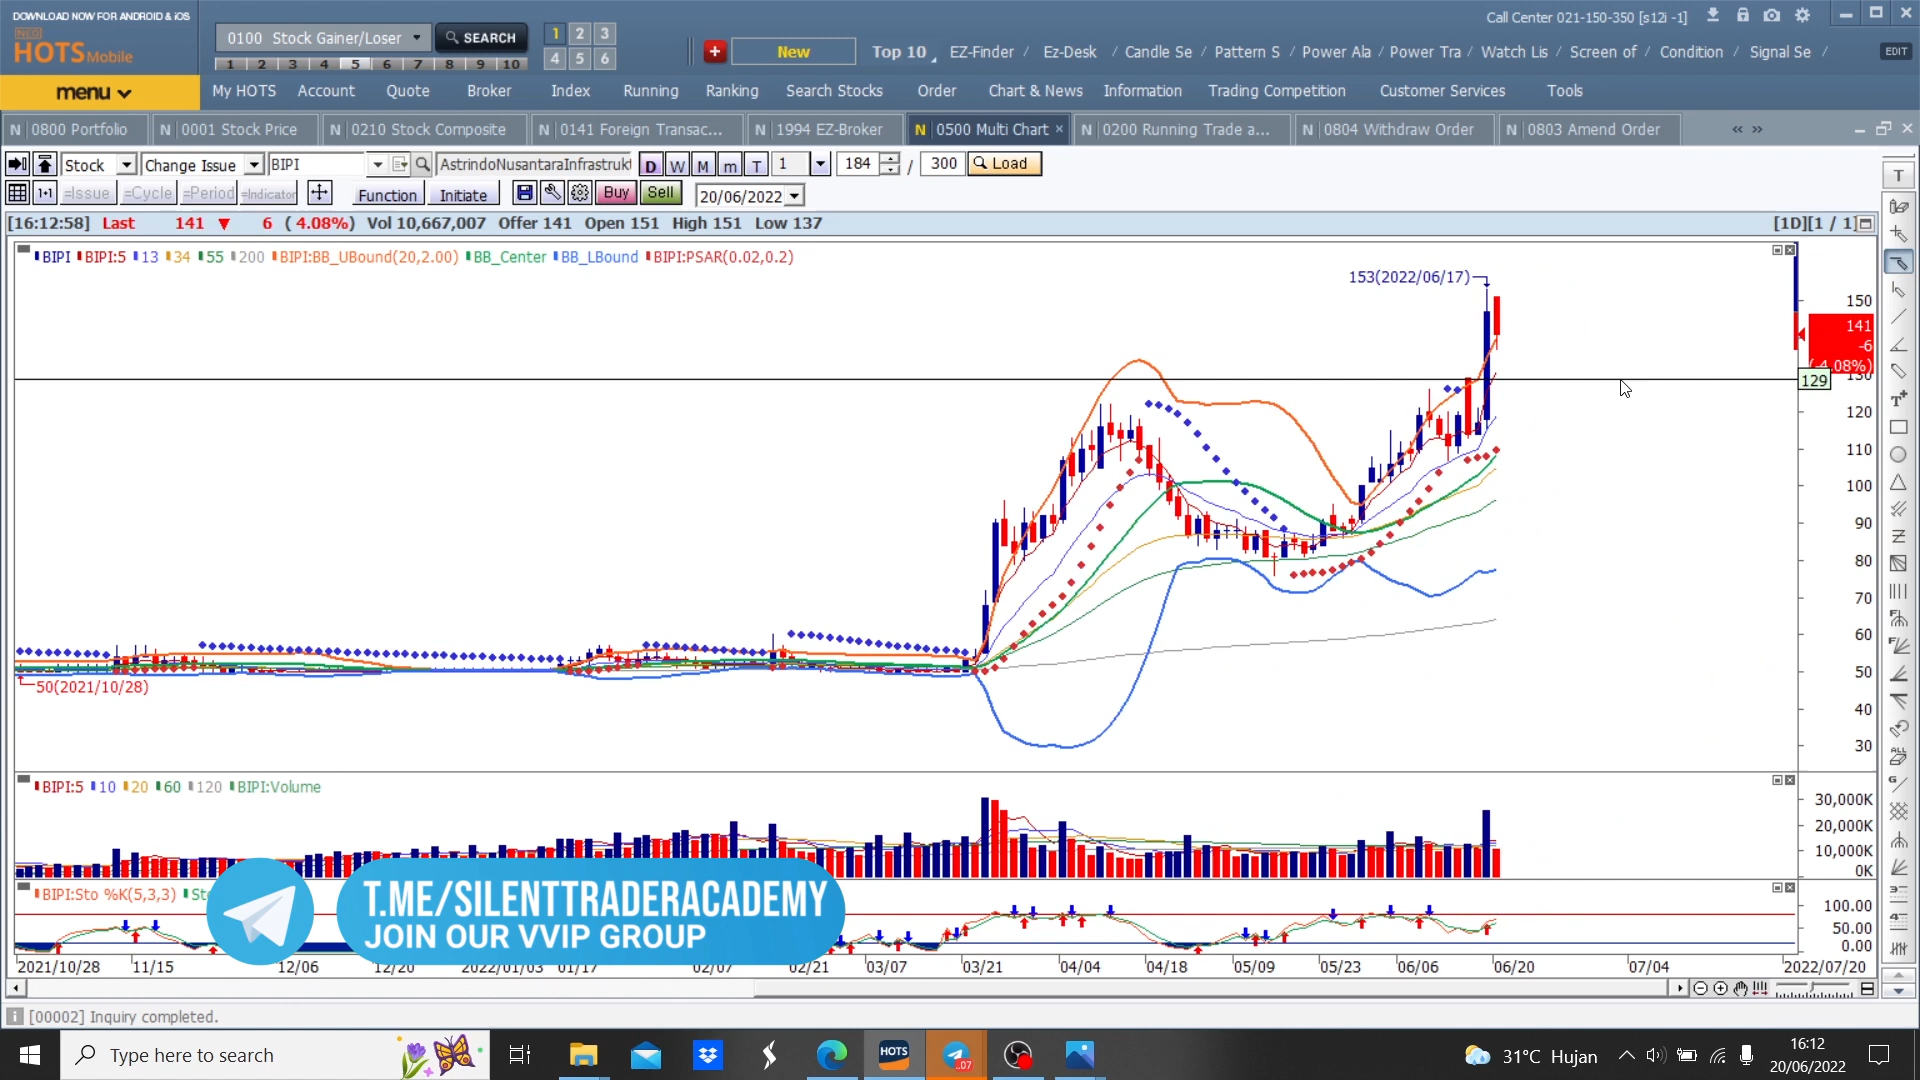 DOWNLOAD NOW FOR ANDROID & iOS
NEO
HOTS Mobile
0100 Stock Gainer/Loser
SEARCH
1 2 3 4 5 6 7 8 9 10
1 2 3
4 5 6
New
Top 10
EZ-Finder / Ez-Desk / Candle Se / Pattern S / Power Ala / Power Tra / Watch Lis / Screen of / Condition / Signal Se /
Call Center 021-150-350 [s12i -1]
EDIT
menu
My HOTS Account Quote Broker Index Running Ranking Search Stocks Order Chart & News Information Trading Competition Customer Services Tools
N 0800 Portfolio N 0001 Stock Price N 0210 Stock Composite N 0141 Foreign Transac... N 1994 EZ-Broker N 0500 Multi Chart × N 0200 Running Trade a... N 0804 Withdraw Order N 0803 Amend Order « »
Stock Change Issue BIPI AstrindoNusantaraInfrastrukt D W M m T 1 184 / 300 Load
1•1 =Issue =Cycle =Period =Indicator Function Initiate Buy Sell 20/06/2022
[16:12:58] Last 141 ▼ 6 ( 4.08%) Vol 10,667,007 Offer 141 Open 151 High 151 Low 137 [1D][1 / 1]
BIPI BIPI:5 13 34 55 200 BIPI:BB_UBound(20,2.00) BB_Center BB_LBound BIPI:PSAR(0.02,0.2)
153(2022/06/17)
150
141
-6
(-4.08%)
130
129
120
110
100
90
80
70
60
50
40
30
50(2021/10/28)
BIPI:5 10 20 60 120 BIPI:Volume
30,000K
20,000K
10,000K
0K
BIPI:Sto %K(5,3,3) Sto
100.00
50.00
0.00
T.ME/SILENTTRADERACADEMY
JOIN OUR VVIP GROUP
2021/10/28 11/15 12/06 12/20 2022/01/03 01/17 02/07 02/21 03/07 03/21 04/04 04/18 05/09 05/23 06/06 06/20 07/04 2022/07/20
[00002] Inquiry completed.
Type here to search
HOTS
31°C Hujan
16:12
20/06/2022